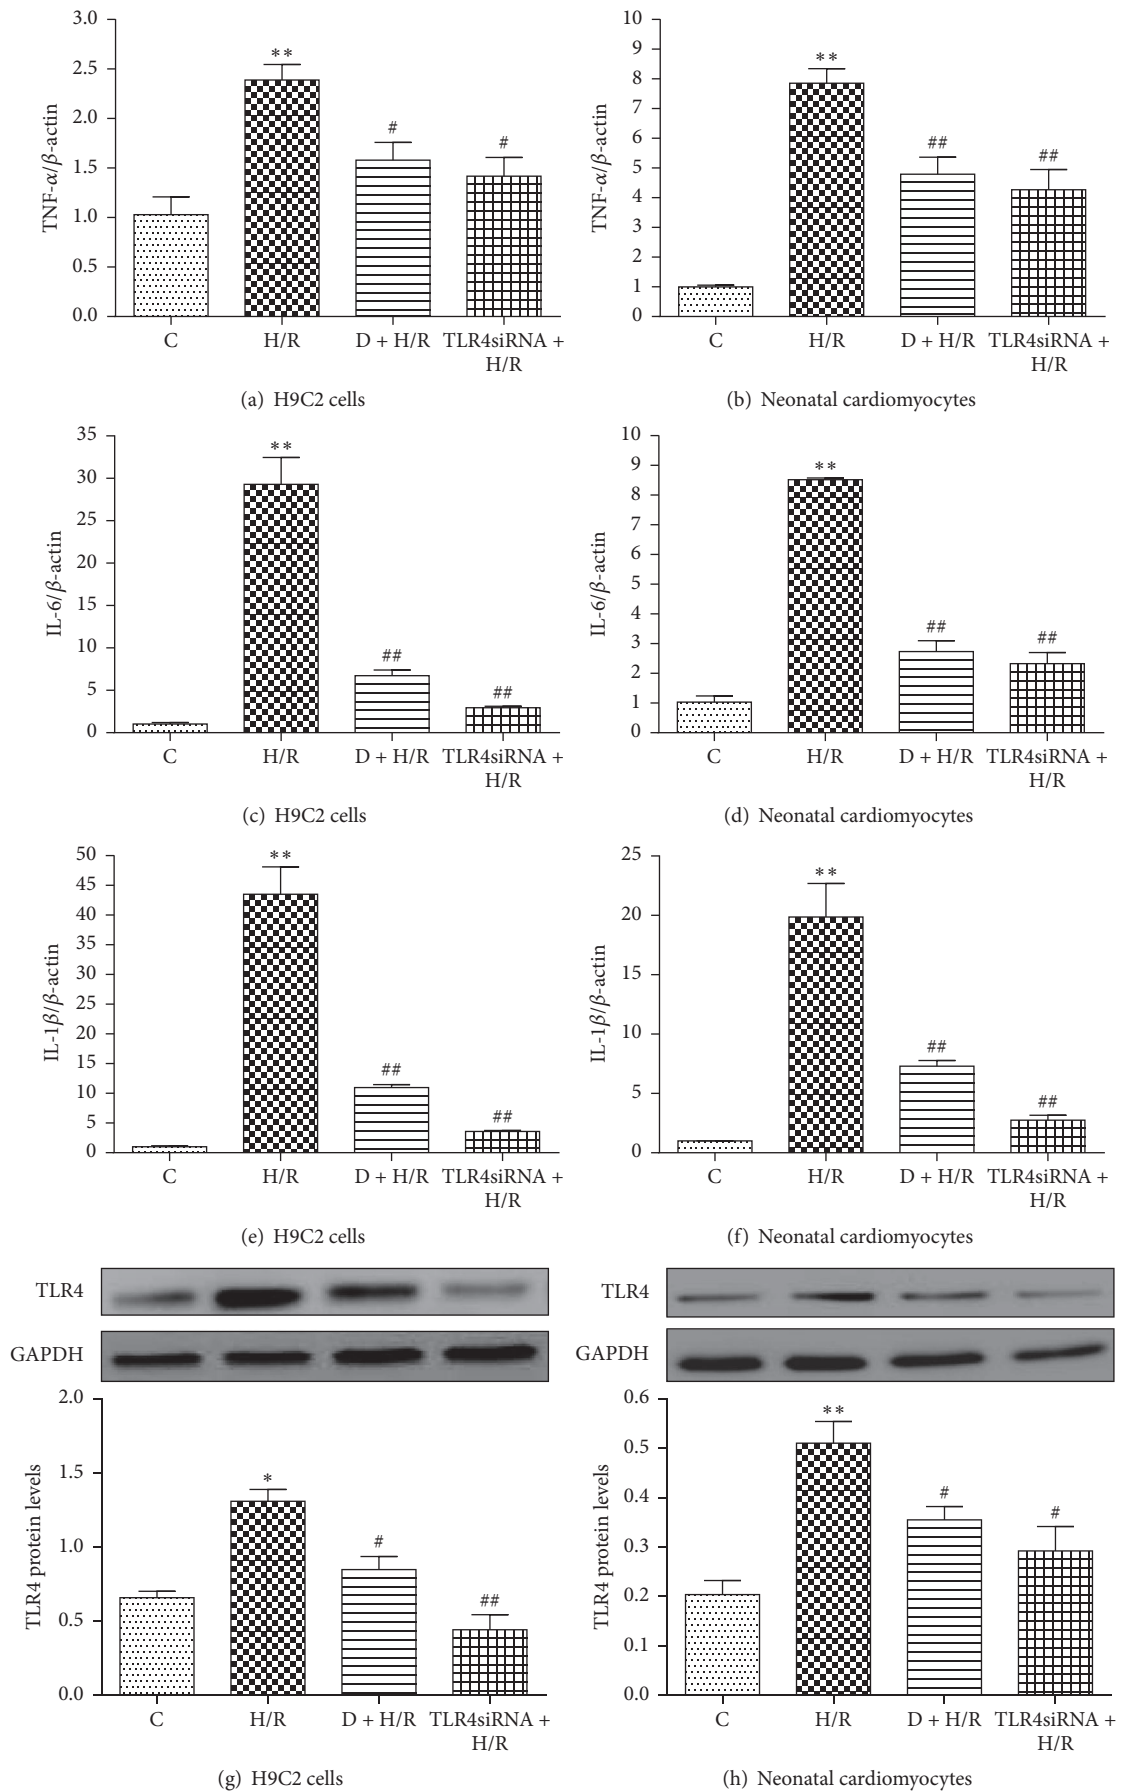 3.0
2.5
2.0
1.5
1.0
0.5
0.0
TNF-α/β-actin
**
#
#
C
H/R
D + H/R
TLR4siRNA +
H/R
(a) H9C2 cells
10
9
8
7
6
5
4
3
2
1
0
TNF-α/β-actin
**
##
##
C
H/R
D + H/R
TLR4siRNA +
H/R
(b) Neonatal cardiomyocytes
35
30
25
20
15
10
5
0
IL-6/β-actin
**
##
##
C
H/R
D + H/R
TLR4siRNA +
H/R
(c) H9C2 cells
10
9
8
7
6
5
4
3
2
1
0
IL-6/β-actin
**
##
##
C
H/R
D + H/R
TLR4siRNA +
H/R
(d) Neonatal cardiomyocytes
50
45
40
35
30
25
20
15
10
5
0
IL-1β/β-actin
**
##
##
C
H/R
D + H/R
TLR4siRNA +
H/R
(e) H9C2 cells
25
20
15
10
5
0
IL-1β/β-actin
**
##
##
C
H/R
D + H/R
TLR4siRNA +
H/R
(f) Neonatal cardiomyocytes
TLR4
GAPDH
2.0
1.5
1.0
0.5
0.0
TLR4 protein levels
*
#
##
C
H/R
D + H/R
TLR4siRNA +
H/R
(g) H9C2 cells
TLR4
GAPDH
0.6
0.5
0.4
0.3
0.2
0.1
0.0
TLR4 protein levels
**
#
#
C
H/R
D + H/R
TLR4siRNA +
H/R
(h) Neonatal cardiomyocytes